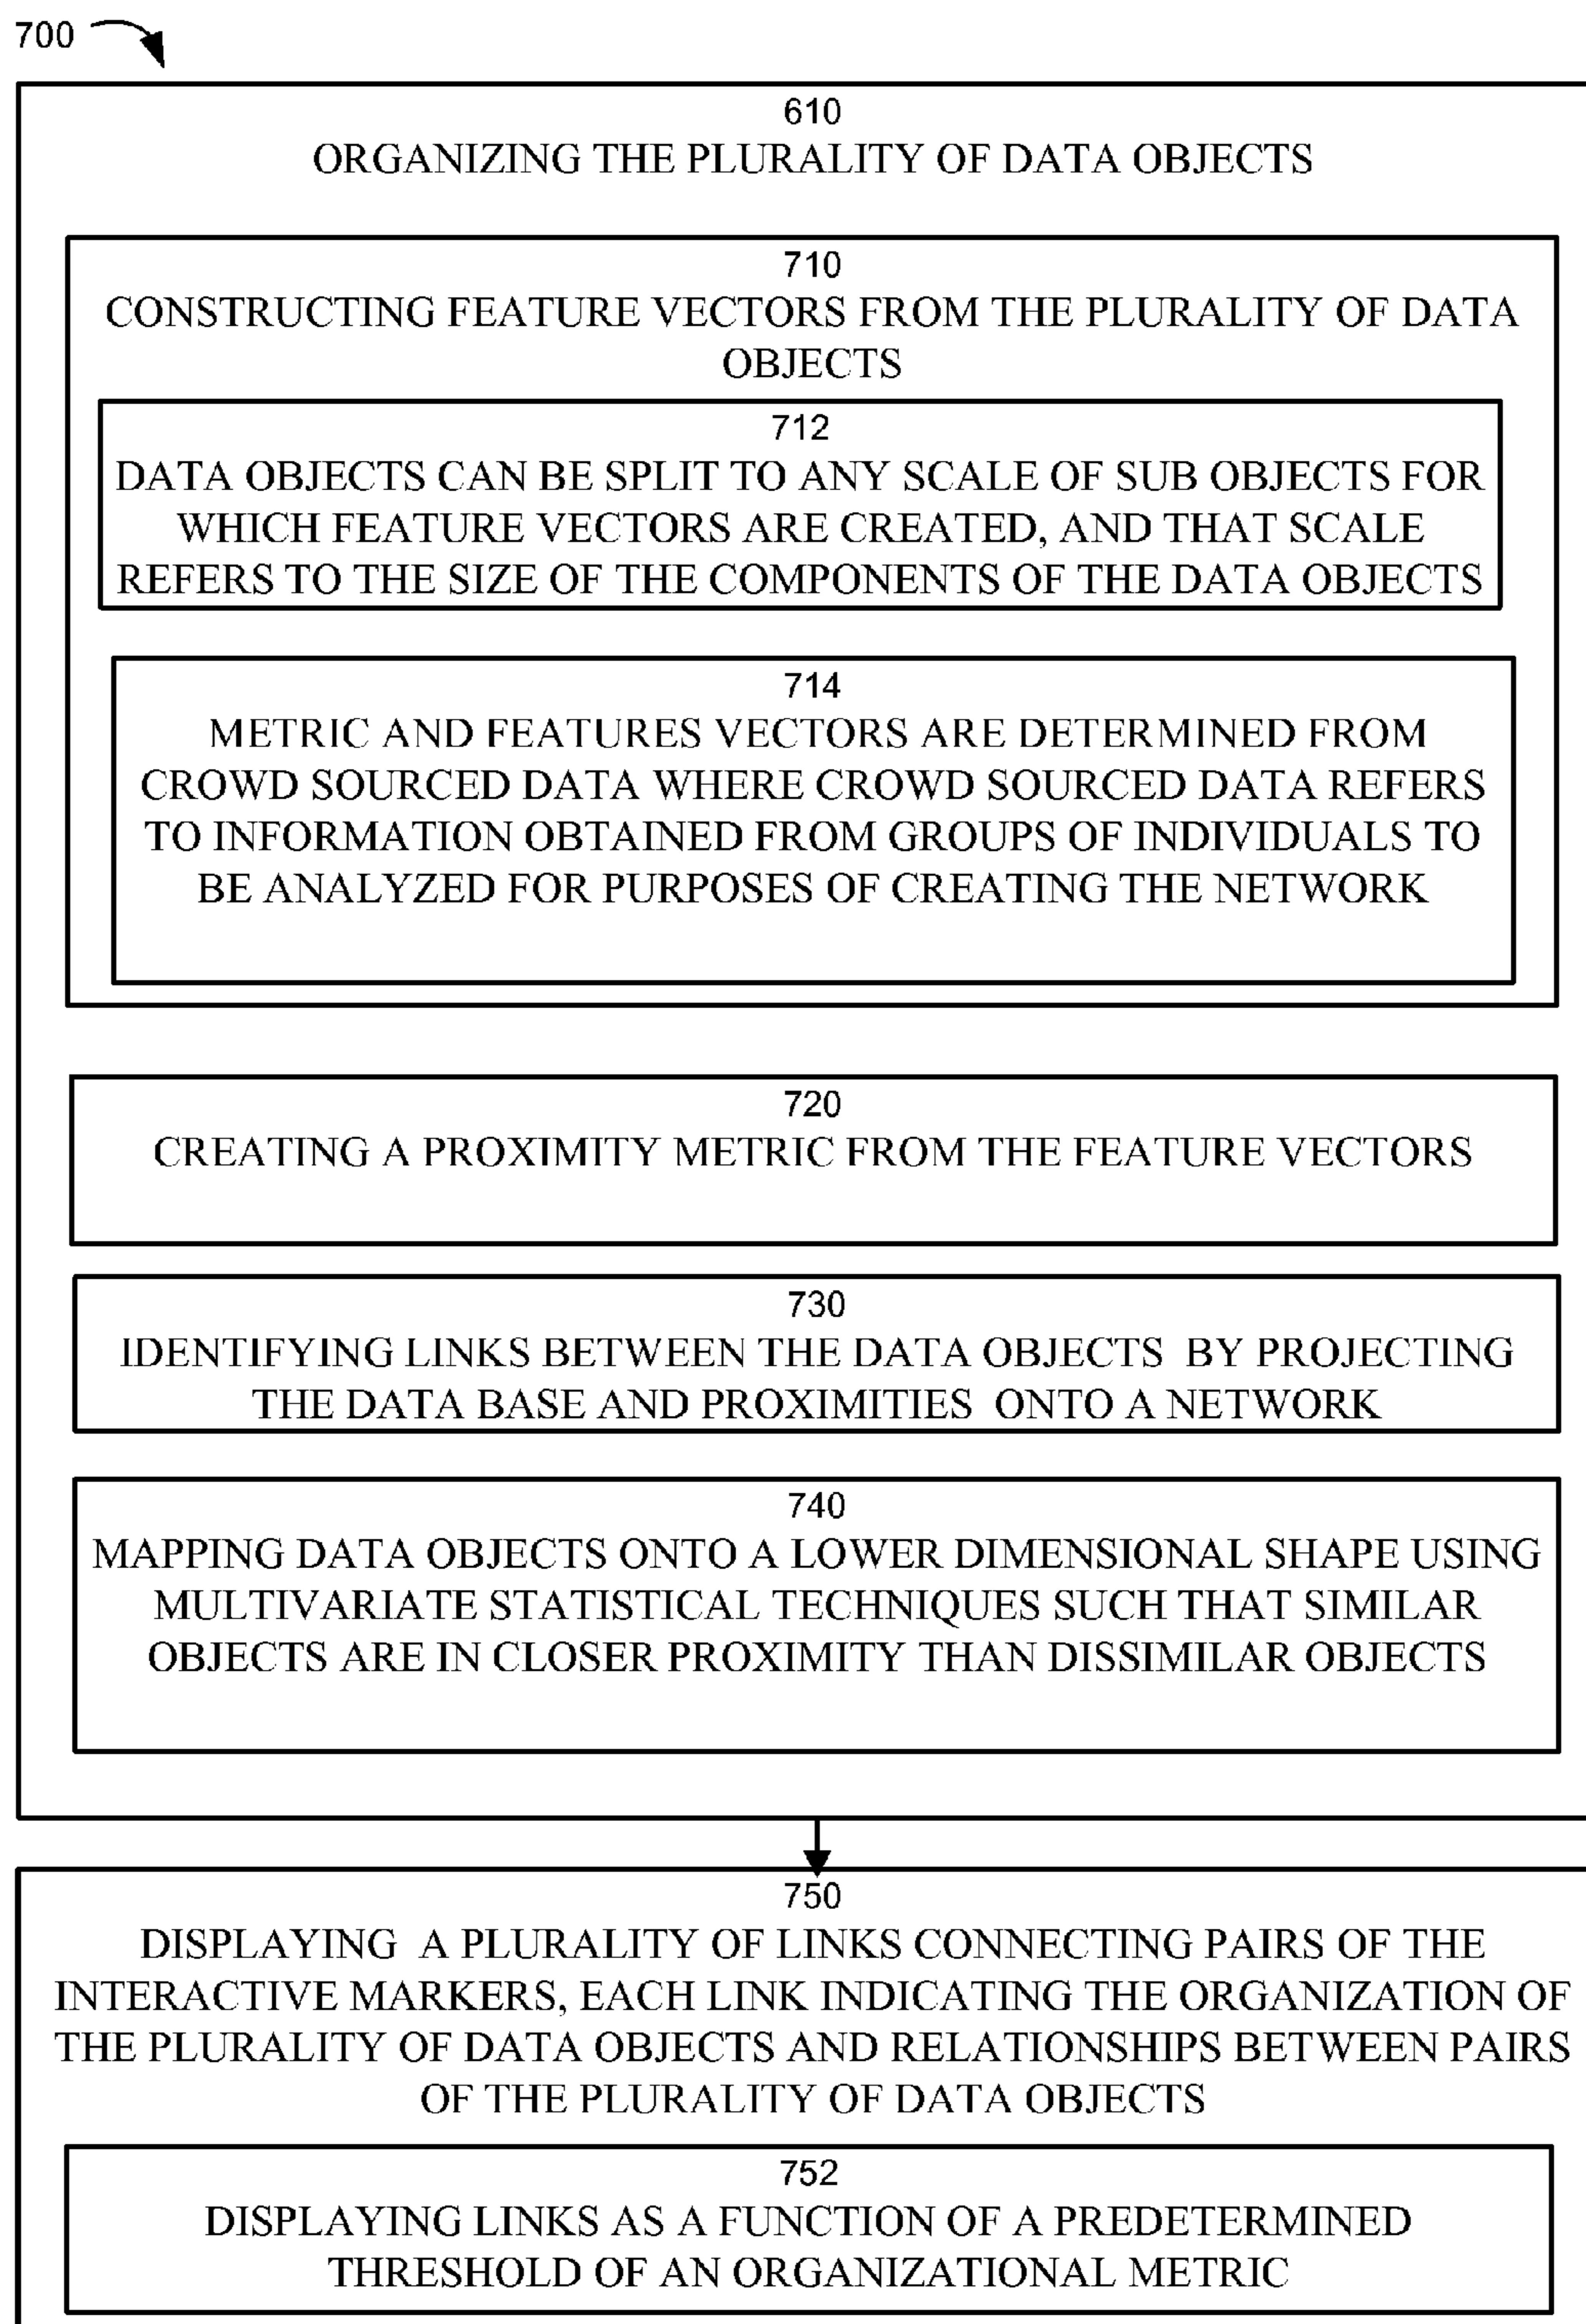 700
610
ORGANIZING THE PLURALITY OF DATA OBJECTS
710
CONSTRUCTING FEATURE VECTORS FROM THE PLURALITY OF DATA
OBJECTS
712
DATA OBJECTS CAN BE SPLIT TO ANY SCALE OF SUB OBJECTS FOR
WHICH FEATURE VECTORS ARE CREATED, AND THAT SCALE
REFERS TO THE SIZE OF THE COMPONENTS OF THE DATA OBJECTS
714
METRIC AND FEATURES VECTORS ARE DETERMINED FROM
CROWD SOURCED DATA WHERE CROWD SOURCED DATA REFERS
TO INFORMATION OBTAINED FROM GROUPS OF INDIVIDUALS TO
BE ANALYZED FOR PURPOSES OF CREATING THE NETWORK
720
CREATING A PROXIMITY METRIC FROM THE FEATURE VECTORS
730
IDENTIFYING LINKS BETWEEN THE DATA OBJECTS BY PROJECTING
THE DATA BASE AND PROXIMITIES ONTO A NETWORK
740
MAPPING DATA OBJECTS ONTO A LOWER DIMENSIONAL SHAPE USING
MULTIVARIATE STATISTICAL TECHNIQUES SUCH THAT SIMILAR
OBJECTS ARE IN CLOSER PROXIMITY THAN DISSIMILAR OBJECTS
750
DISPLAYING A PLURALITY OF LINKS CONNECTING PAIRS OF THE
INTERACTIVE MARKERS, EACH LINK INDICATING THE ORGANIZATION OF
THE PLURALITY OF DATA OBJECTS AND RELATIONSHIPS BETWEEN PAIRS
OF THE PLURALITY OF DATA OBJECTS
752
DISPLAYING LINKS AS A FUNCTION OF A PREDETERMINED
THRESHOLD OF AN ORGANIZATIONAL METRIC